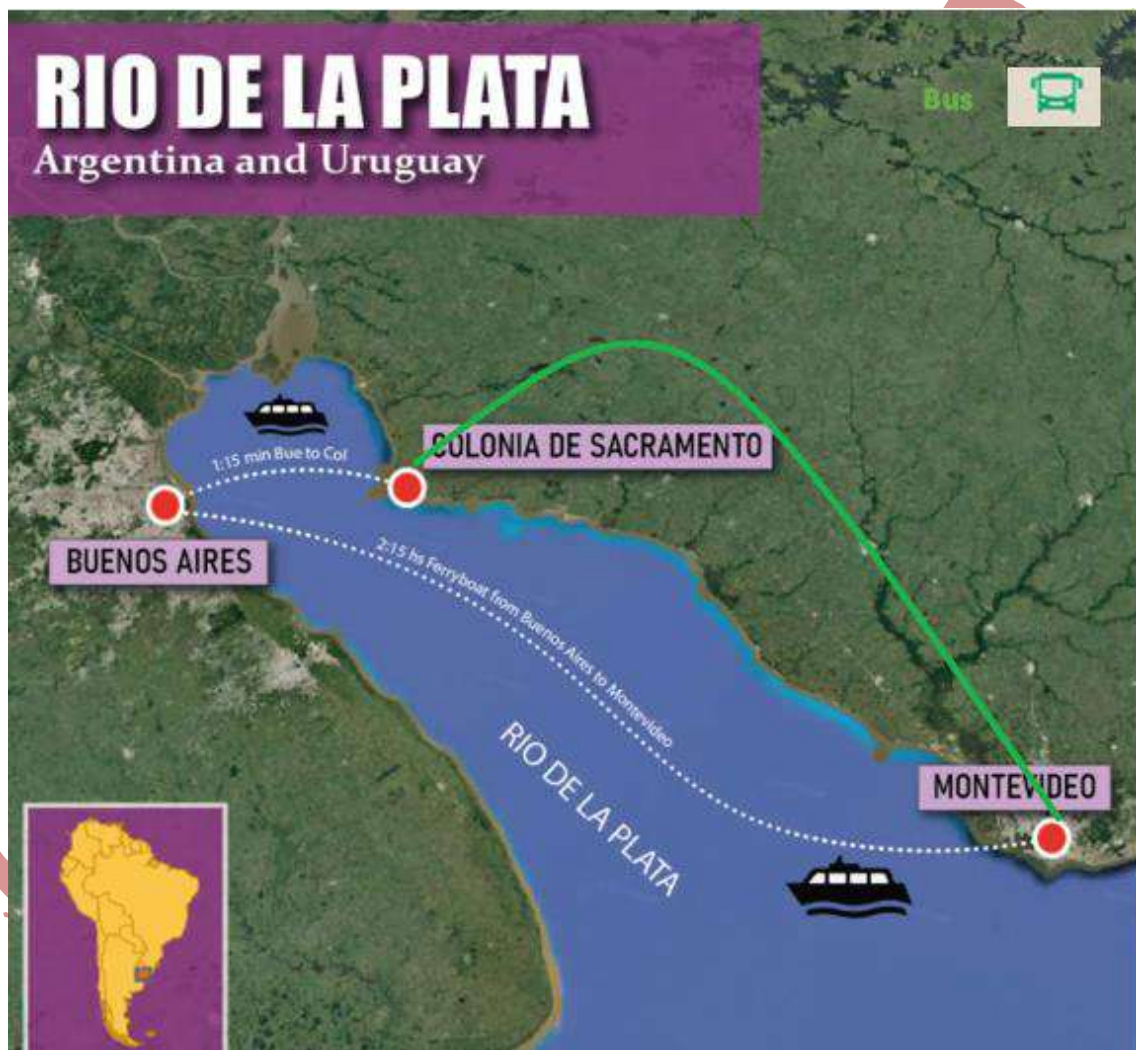 RIO DE LA PLATA
Argentina and Uruguay
Bus
1:15 min Bue to Col
COLONIA DE SACRAMENTO
BUENOS AIRES
2:15 hs Ferryboat from Buenos Aires to Montevideo
RIO DE LA PLATA
MONTEVIDEO